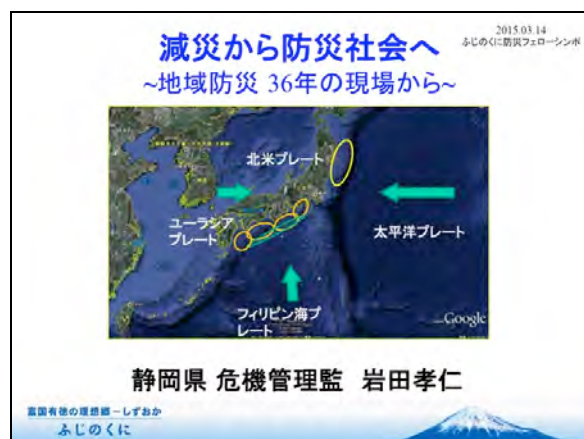 2015.03.14
ふじのくに防災フェローシンポ
減災から防災社会へ
~地域防災 36年の現場から~
北米プレート
ユーラシア
プレート
太平洋プレート
フィリピン海プ
レート
Google
静岡県 危機管理監 岩田孝仁
富国有徳の理想郷－しずおか
ふじのくに